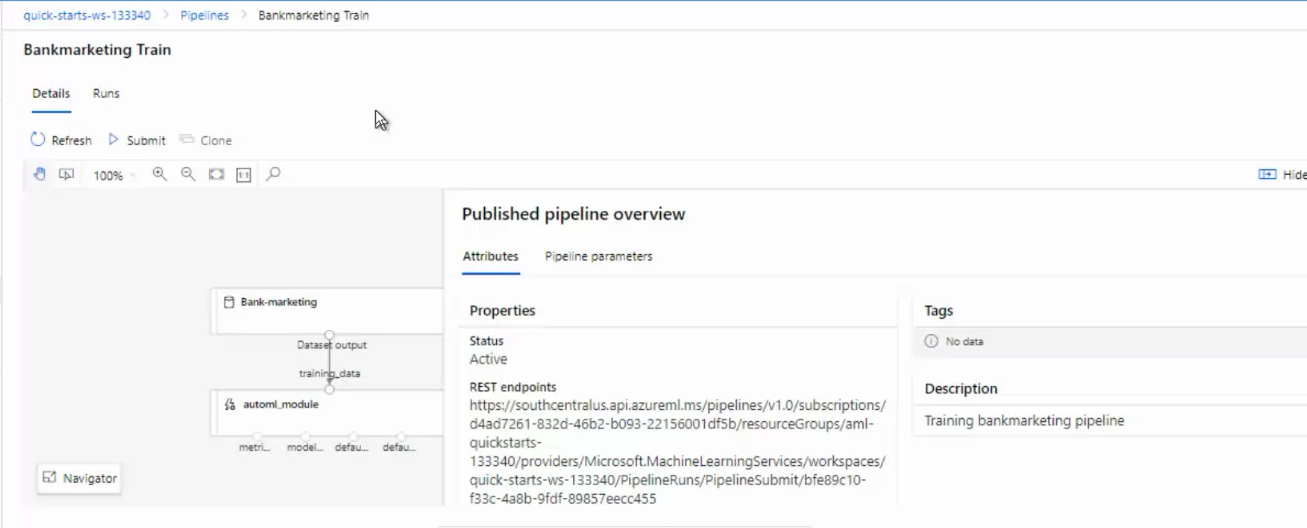 quick-starts-ws-133340 > Pipelines > Bankmarketing Train
Bankmarketing Train
Details Runs
Refresh Submit Clone
100% 1:1 Hide
Published pipeline overview
Attributes Pipeline parameters
Bank-marketing
Dataset output
training_data
automl_module
metri... model... defau... defau...
Navigator
Properties
Status
Active
REST endpoints
https://southcentralus.api.azureml.ms/pipelines/v1.0/subscriptions/
d4ad7261-832d-46b2-b093-22156001df5b/resourceGroups/aml-
quickstarts-
133340/providers/Microsoft.MachineLearningServices/workspaces/
quick-starts-ws-133340/PipelineRuns/PipelineSubmit/bfe89c10-
f33c-4a8b-9fdf-89857eecc455
Tags
No data
Description
Training bankmarketing pipeline